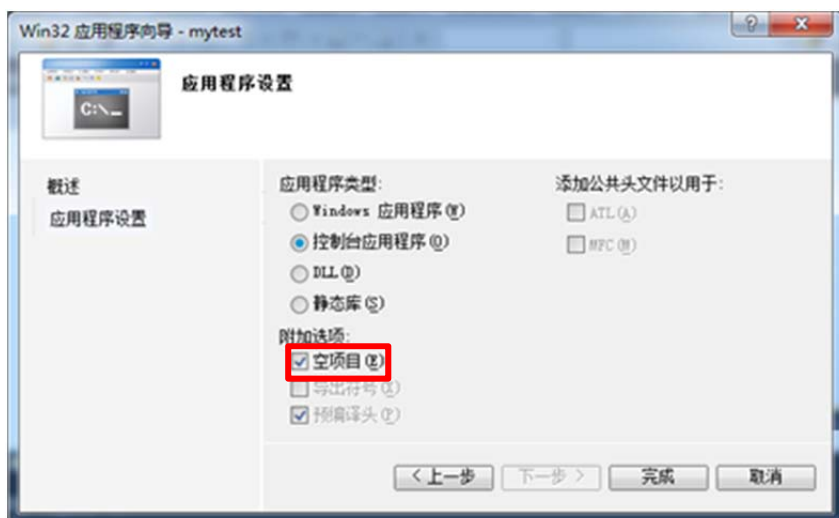 Win32 应用程序向导 - mytest
C:\_
应用程序设置
概述
应用程序设置
应用程序类型:
Windows 应用程序(W)
控制台应用程序(O)
DLL(D)
静态库(S)
附加选项:
空项目(E)
导出符号(X)
预编译头(P)
添加公共头文件以用于:
ATL(A)
MFC(M)
< 上一步
下一步 >
完成
取消